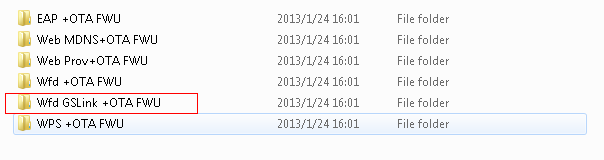 EAP +OTA FWU 2013/1/24 16:01 File folder
Web MDNS+OTA FWU 2013/1/24 16:01 File folder
Web Prov+OTA FWU 2013/1/24 16:01 File folder
Wfd +OTA FWU 2013/1/24 16:01 File folder
Wfd GSLink +OTA FWU 2013/1/24 16:01 File folder
WPS +OTA FWU 2013/1/24 16:01 File folder